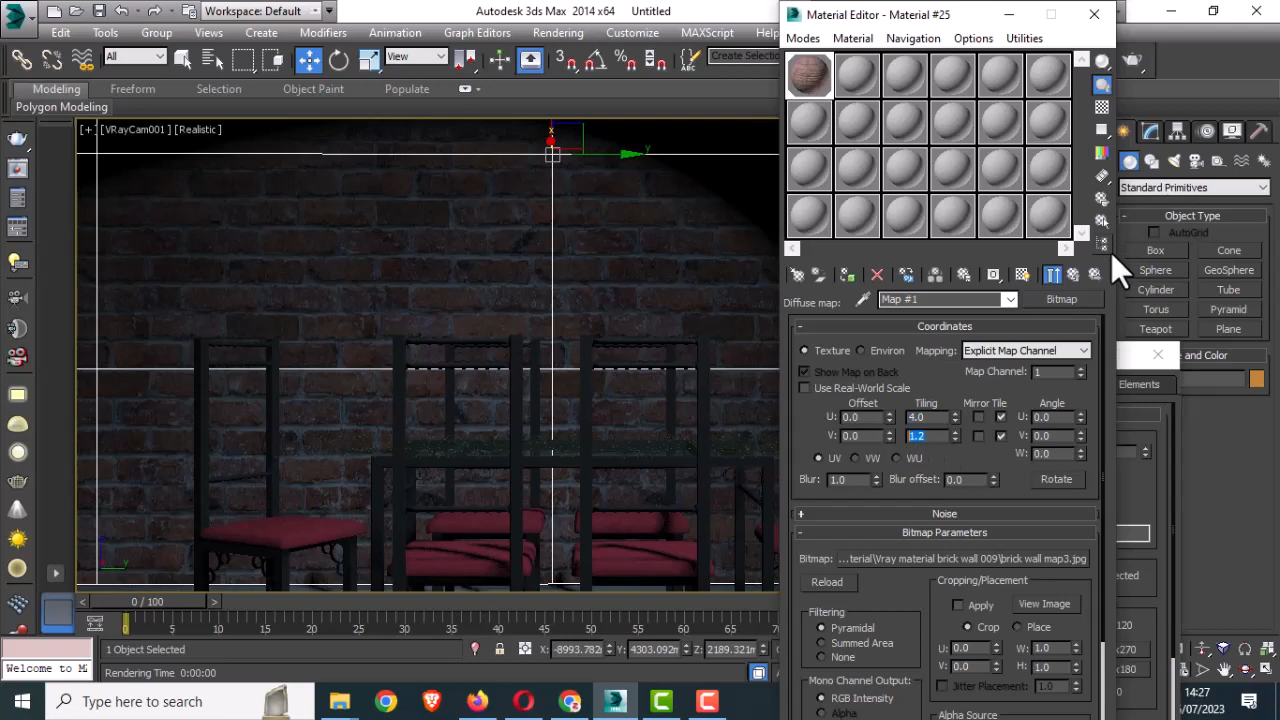 Workspace: Default
Autodesk 3ds Max 2014 x64
Untitled
Edit
Tools
Group
Views
Create
Modifiers
Animation
Graph Editors
Rendering
Customize
MAXScript
All
View
Create Selection
Modeling
Freeform
Selection
Object Paint
Populate
Polygon Modeling
[+] [VRayCam001] [Realistic]
x
y
y
z
Material Editor - Material #25
Modes
Material
Navigation
Options
Utilities
Diffuse map:
Map #1
Bitmap
Coordinates
Texture
Environ
Mapping:
Explicit Map Channel
Show Map on Back
Map Channel:
1
Use Real-World Scale
Offset
Tiling
Mirror Tile
Angle
U: 0.0
4.0
U: 0.0
V: 0.0
1.2
V: 0.0
W: 0.0
UV
VW
WU
Blur: 1.0
Blur offset: 0.0
Rotate
Noise
Bitmap Parameters
Bitmap:
...terial\Vray material brick wall 009\brick wall map3.jpg
Reload
Cropping/Placement
Apply
View Image
Filtering
Pyramidal
Summed Area
None
Crop
Place
U: 0.0
W: 1.0
V: 0.0
H: 1.0
Jitter Placement:
1.0
Mono Channel Output:
RGB Intensity
Alpha
Alpha Source
Standard Primitives
Object Type
AutoGrid
Box
Cone
Sphere
GeoSphere
Cylinder
Tube
Torus
Pyramid
Teapot
Plane
and Color
Elements
120
x270
x180
0 / 100
0
5
10
15
20
25
30
35
40
45
50
55
60
65
1 Object Selected
X: -8993.782m
Y: 4303.092m
Z: 2189.321m
Welcome to M
Rendering Time 0:00:00
Type here to search
14:27